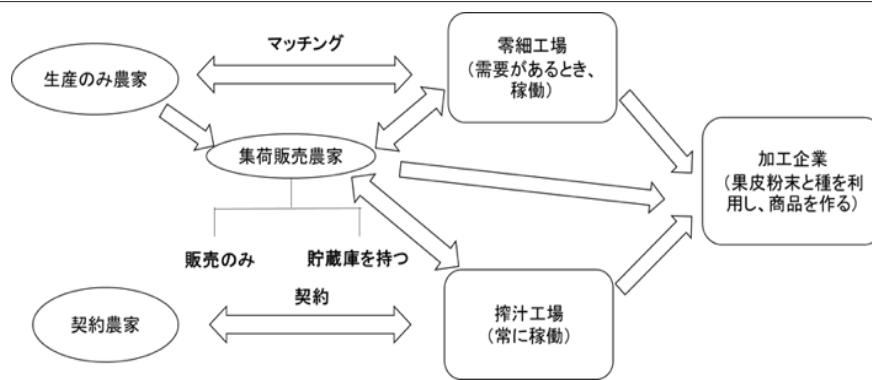 マッチング
生産のみ農家
零細工場
(需要があるとき、
稼働)
集荷販売農家
加工企業
(果皮粉末と種を利
用し、商品を作る)
販売のみ
貯蔵庫を持つ
契約
契約農家
搾汁工場
(常に稼働)